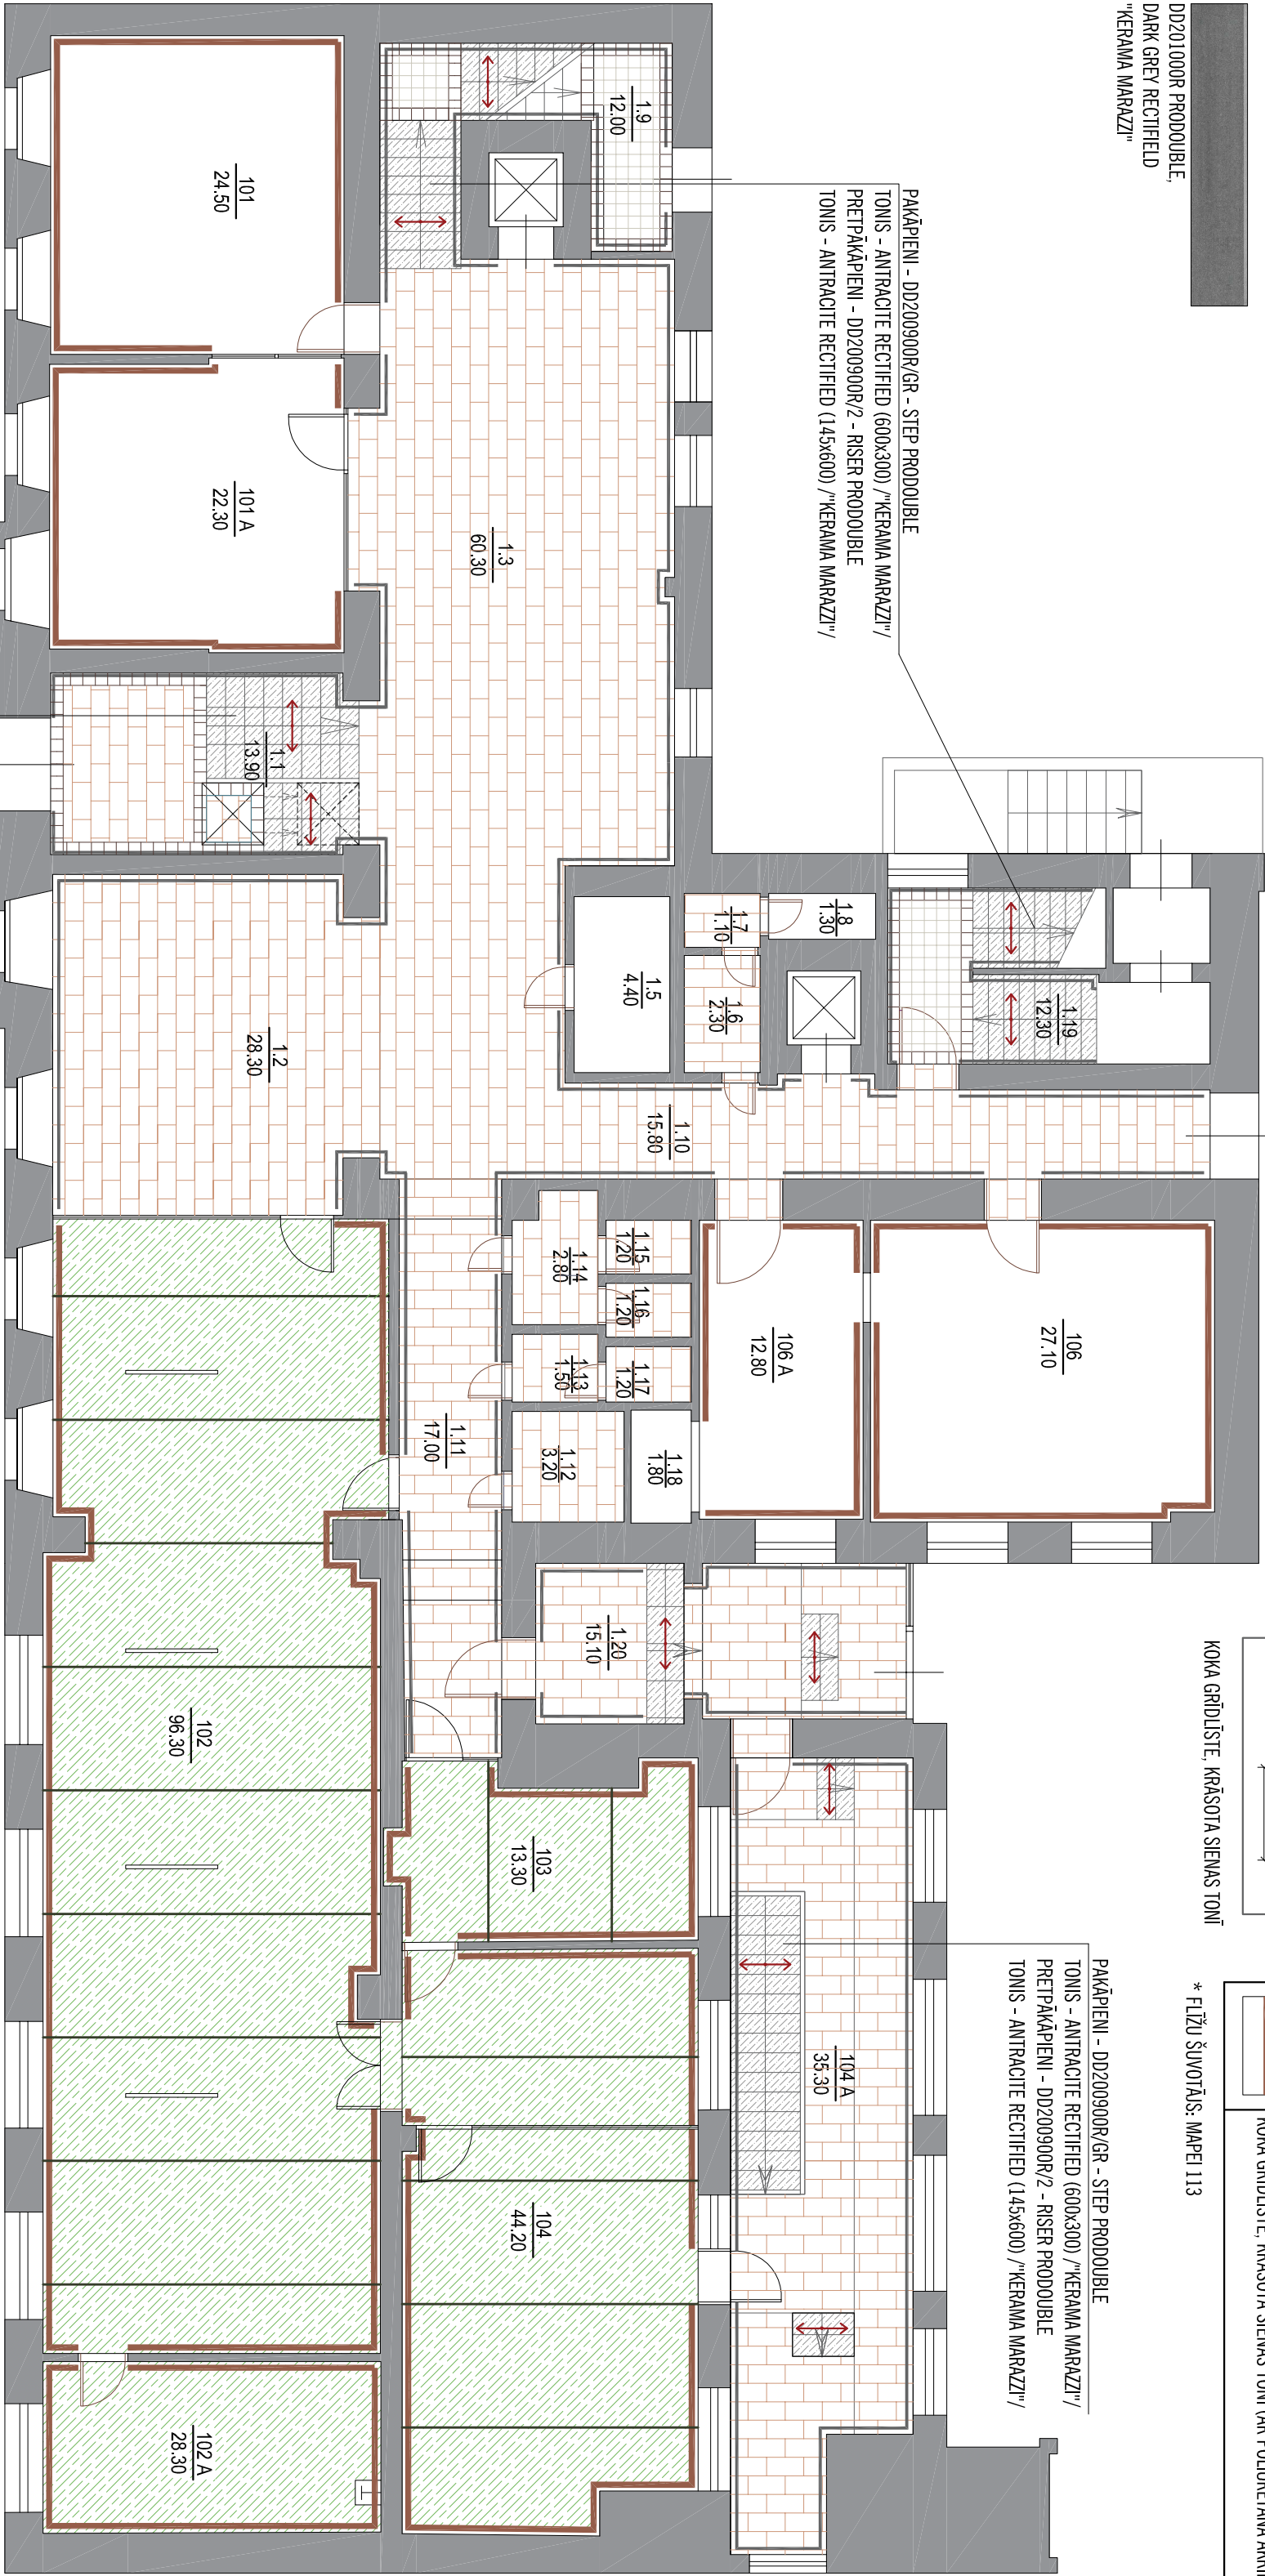 DD201000R PRODOUBLE,
DARK GREY RECTIFIELD
"KERAMA MARAZZI"
PAKĀPIENI - DD200900R/GR - STEP PRODOUBLE
TONIS - ANTRACITE RECTIFIED (600x300) /"KERAMA MARAZZI"/
PRETPĀKĀPIENI - DD200900R/2 - RISER PRODOUBLE
TONIS - ANTRACITE RECTIFIED (145x600) /"KERAMA MARAZZI"/
KOKA GRĪDLĪSTE, KRĀSOTA SIENAS TONĪ
KOKA GRĪDLĪSTE, KRĀSOTA SIENAS TONĪ (AR POLIURETĀNA
* FLĪŽU ŠUVOTĀJS: MAPEI 113
PAKĀPIENI - DD200900R/GR - STEP PRODOUBLE
TONIS - ANTRACITE RECTIFIED (600x300) /"KERAMA MARAZZI"/
PRETPĀKĀPIENI - DD200900R/2 - RISER PRODOUBLE
TONIS - ANTRACITE RECTIFIED (145x600) /"KERAMA MARAZZI"/
1.9
12.00
101
24.50
101 A
22.30
1.3
60.30
1.1
13.90
1.2
28.30
1.5
4.40
1.7
1.10
1.8
1.30
1.6
2.30
1.19
12.30
1.10
15.80
1.15
1.20
1.14
2.80
1.16
1.20
1.17
1.20
1.13
1.50
1.12
3.20
1.18
1.80
106 A
12.80
106
27.10
1.11
17.00
1.20
15.10
102
96.30
103
13.30
104 A
35.30
104
44.20
102 A
28.30